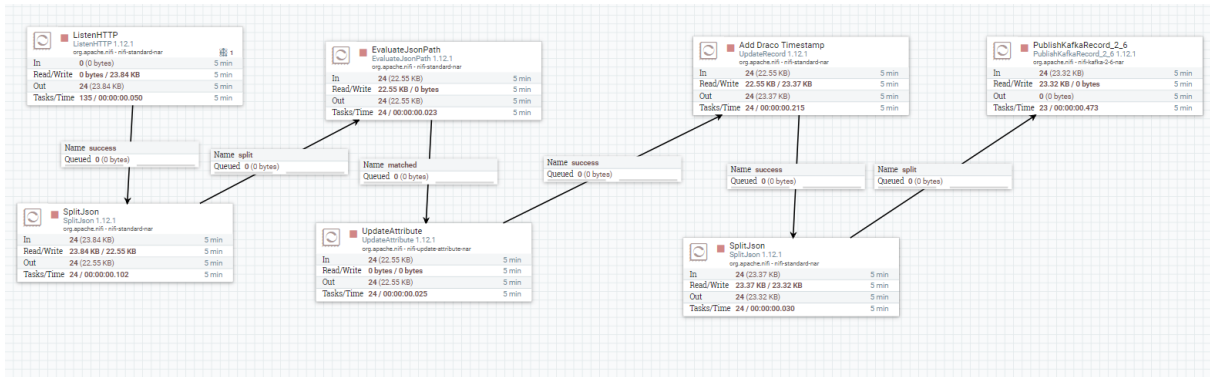 ListenHTTP
ListenHTTP 1.12.1
org.apache.nifi - nifi-standard-nar
1
In 0 (0 bytes) 5 min
Read/Write 0 bytes / 23.84 KB 5 min
Out 24 (23.84 KB) 5 min
Tasks/Time 135 / 00:00:00.050 5 min
Name success
Queued 0 (0 bytes)
SplitJson
SplitJson 1.12.1
org.apache.nifi - nifi-standard-nar
In 24 (23.84 KB) 5 min
Read/Write 23.84 KB / 22.55 KB 5 min
Out 24 (22.55 KB) 5 min
Tasks/Time 24 / 00:00:00.102 5 min
Name split
Queued 0 (0 bytes)
EvaluateJsonPath
EvaluateJsonPath 1.12.1
org.apache.nifi - nifi-standard-nar
In 24 (22.55 KB) 5 min
Read/Write 22.55 KB / 0 bytes 5 min
Out 24 (22.55 KB) 5 min
Tasks/Time 24 / 00:00:00.023 5 min
Name matched
Queued 0 (0 bytes)
UpdateAttribute
UpdateAttribute 1.12.1
org.apache.nifi - nifi-update-attribute-nar
In 24 (22.55 KB) 5 min
Read/Write 0 bytes / 0 bytes 5 min
Out 24 (22.55 KB) 5 min
Tasks/Time 24 / 00:00:00.025 5 min
Name success
Queued 0 (0 bytes)
Add Draco Timestamp
UpdateRecord 1.12.1
org.apache.nifi - nifi-standard-nar
In 24 (22.55 KB) 5 min
Read/Write 22.55 KB / 23.37 KB 5 min
Out 24 (23.37 KB) 5 min
Tasks/Time 24 / 00:00:00.215 5 min
Name success
Queued 0 (0 bytes)
SplitJson
SplitJson 1.12.1
org.apache.nifi - nifi-standard-nar
In 24 (23.37 KB) 5 min
Read/Write 23.37 KB / 23.32 KB 5 min
Out 24 (23.32 KB) 5 min
Tasks/Time 24 / 00:00:00.030 5 min
Name split
Queued 0 (0 bytes)
PublishKafkaRecord_2_6
PublishKafkaRecord_2_6 1.12.1
org.apache.nifi - nifi-kafka-2-6-nar
In 24 (23.32 KB) 5 min
Read/Write 23.32 KB / 0 bytes 5 min
Out 0 (0 bytes) 5 min
Tasks/Time 23 / 00:00:00.473 5 min